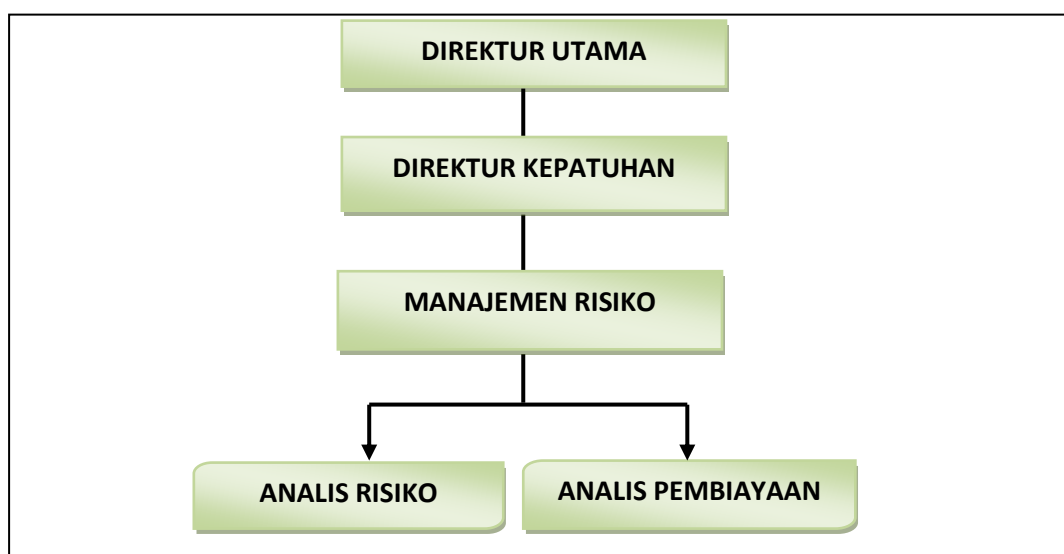 DIREKTUR UTAMA
DIREKTUR KEPATUHAN
MANAJEMEN RISIKO
ANALIS RISIKO
ANALIS PEMBIAYAAN